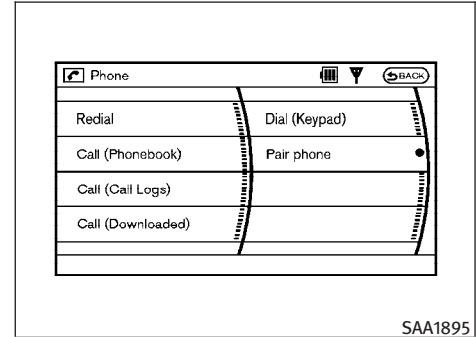 Phone
BACK
Redial
Dial (Keypad)
Call (Phonebook)
Pair phone
Call (Call Logs)
Call (Downloaded)
SAA1895